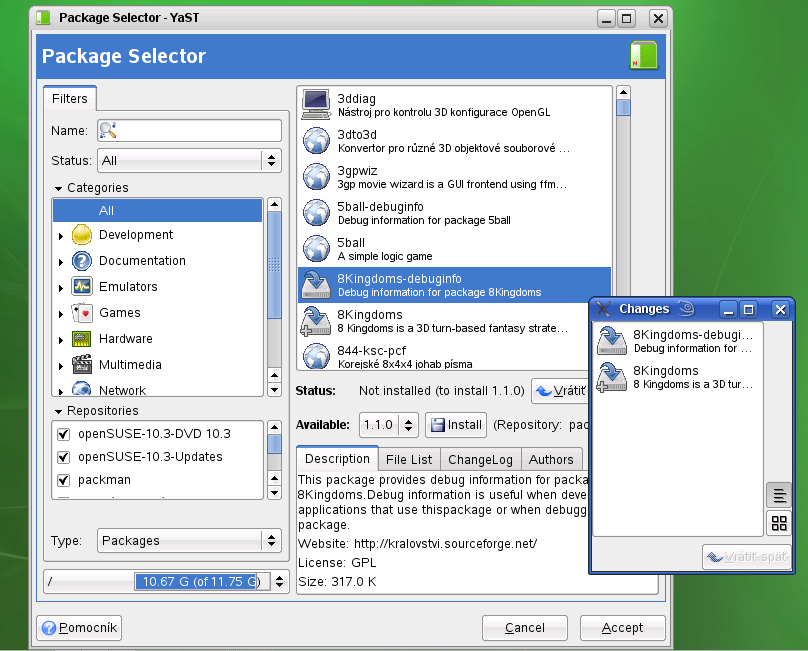 Package Selector - YaST
Package Selector
Filters
Name:
Status: All
Categories
All
Development
Documentation
Emulators
Games
Hardware
Multimedia
Network
Repositories
openSUSE-10.3-DVD 10.3
openSUSE-10.3-Updates
packman
Type: Packages
/ 10.67 G (of 11.75 G)
3ddiag
Nástroj pro kontrolu 3D konfigurace OpenGL
3dto3d
Konvertor pro různé 3D objektové souborové ...
3gpwiz
3gp movie wizard is a GUI frontend using ffm...
5ball-debuginfo
Debug information for package 5ball
5ball
A simple logic game
8Kingdoms-debuginfo
Debug information for package 8Kingdoms
8Kingdoms
8 Kingdoms is a 3D turn-based fantasy strate...
844-ksc-pcf
Korejské 8x4x4 johab písma
Status: Not installed (to install 1.1.0) Vrátiť
Available: 1.1.0 Install (Repository: pac
Description File List ChangeLog Authors
This package provides debug information for packa
8Kingdoms.Debug information is useful when deve
applications that use thispackage or when debugg
package.
Website: http://kralovstvi.sourceforge.net/
License: GPL
Size: 317.0 K
Changes
8Kingdoms-debugi...
Debug information for ...
8Kingdoms
8 Kingdoms is a 3D tur...
Vrátiť späť
Pomocník
Cancel
Accept